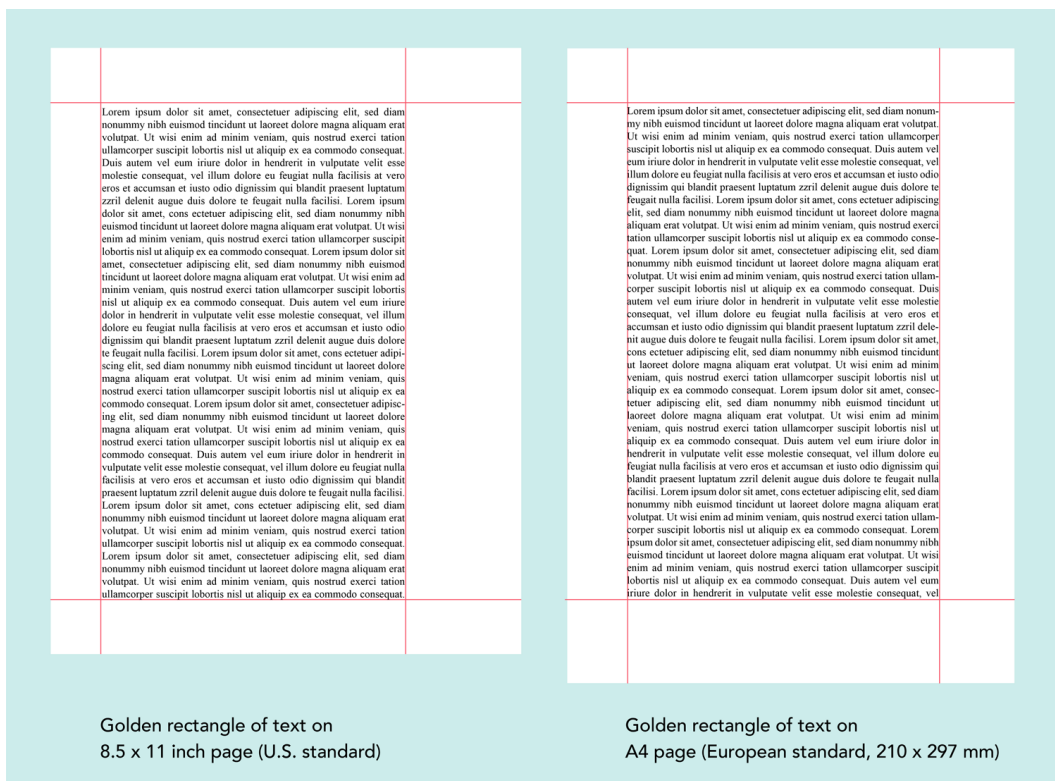 Lorem ipsum dolor sit amet, consectetuer adipiscing elit, sed diam
nonummy nibh euismod tincidunt ut laoreet dolore magna aliquam erat
volutpat. Ut wisi enim ad minim veniam, quis nostrud exerci tation
ullamcorper suscipit lobortis nisl ut aliquip ex ea commodo consequat.
Duis autem vel eum iriure dolor in hendrerit in vulputate velit esse
molestie consequat, vel illum dolore eu feugiat nulla facilisis at vero
eros et accumsan et iusto odio dignissim qui blandit praesent luptatum
zzril delenit augue duis dolore te feugait nulla facilisi. Lorem ipsum
dolor sit amet, cons ectetuer adipiscing elit, sed diam nonummy nibh
euismod tincidunt ut laoreet dolore magna aliquam erat volutpat. Ut wisi
enim ad minim veniam, quis nostrud exerci tation ullamcorper suscipit
lobortis nisl ut aliquip ex ea commodo consequat. Lorem ipsum dolor sit
amet, consectetuer adipiscing elit, sed diam nonummy nibh euismod
tincidunt ut laoreet dolore magna aliquam erat volutpat. Ut wisi enim ad
minim veniam, quis nostrud exerci tation ullamcorper suscipit lobortis
nisl ut aliquip ex ea commodo consequat. Duis autem vel eum iriure
dolor in hendrerit in vulputate velit esse molestie consequat, vel illum
dolore eu feugiat nulla facilisis at vero eros et accumsan et iusto odio
dignissim qui blandit praesent luptatum zzril delenit augue duis dolore
te feugait nulla facilisi. Lorem ipsum dolor sit amet, cons ectetuer adipi-
scing elit, sed diam nonummy nibh euismod tincidunt ut laoreet dolore
magna aliquam erat volutpat. Ut wisi enim ad minim veniam, quis
nostrud exerci tation ullamcorper suscipit lobortis nisl ut aliquip ex ea
commodo consequat. Lorem ipsum dolor sit amet, consectetuer adipisc-
ing elit, sed diam nonummy nibh euismod tincidunt ut laoreet dolore
magna aliquam erat volutpat. Ut wisi enim ad minim veniam, quis
nostrud exerci tation ullamcorper suscipit lobortis nisl ut aliquip ex ea
commodo consequat. Duis autem vel eum iriure dolor in hendrerit in
vulputate velit esse molestie consequat, vel illum dolore eu feugiat nulla
facilisis at vero eros et accumsan et iusto odio dignissim qui blandit
praesent luptatum zzril delenit augue duis dolore te feugait nulla facilisi.
Lorem ipsum dolor sit amet, cons ectetuer adipiscing elit, sed diam
nonummy nibh euismod tincidunt ut laoreet dolore magna aliquam erat
volutpat. Ut wisi enim ad minim veniam, quis nostrud exerci tation
ullamcorper suscipit lobortis nisl ut aliquip ex ea commodo consequat.
Lorem ipsum dolor sit amet, consectetuer adipiscing elit, sed diam
nonummy nibh euismod tincidunt ut laoreet dolore magna aliquam erat
volutpat. Ut wisi enim ad minim veniam, quis nostrud exerci tation
ullamcorper suscipit lobortis nisl ut aliquip ex ea commodo consequat.
Golden rectangle of text on
8.5 x 11 inch page (U.S. standard)
Lorem ipsum dolor sit amet, consectetuer adipiscing elit, sed diam nonum-
my nibh euismod tincidunt ut laoreet dolore magna aliquam erat volutpat.
Ut wisi enim ad minim veniam, quis nostrud exerci tation ullamcorper
suscipit lobortis nisl ut aliquip ex ea commodo consequat. Duis autem vel
eum iriure dolor in hendrerit in vulputate velit esse molestie consequat, vel
illum dolore eu feugiat nulla facilisis at vero eros et accumsan et iusto odio
dignissim qui blandit praesent luptatum zzril delenit augue duis dolore te
feugait nulla facilisi. Lorem ipsum dolor sit amet, cons ectetuer adipiscing
elit, sed diam nonummy nibh euismod tincidunt ut laoreet dolore magna
aliquam erat volutpat. Ut wisi enim ad minim veniam, quis nostrud exerci
tation ullamcorper suscipit lobortis nisl ut aliquip ex ea commodo conse-
quat. Lorem ipsum dolor sit amet, consectetuer adipiscing elit, sed diam
nonummy nibh euismod tincidunt ut laoreet dolore magna aliquam erat
volutpat. Ut wisi enim ad minim veniam, quis nostrud exerci tation ullam-
corper suscipit lobortis nisl ut aliquip ex ea commodo consequat. Duis
autem vel eum iriure dolor in hendrerit in vulputate velit esse molestie
consequat, vel illum dolore eu feugiat nulla facilisis at vero eros et
accumsan et iusto odio dignissim qui blandit praesent luptatum zzril dele-
nit augue duis dolore te feugait nulla facilisi. Lorem ipsum dolor sit amet,
cons ectetuer adipiscing elit, sed diam nonummy nibh euismod tincidunt
ut laoreet dolore magna aliquam erat volutpat. Ut wisi enim ad minim
veniam, quis nostrud exerci tation ullamcorper suscipit lobortis nisl ut
aliquip ex ea commodo consequat. Lorem ipsum dolor sit amet, consec-
tetuer adipiscing elit, sed diam nonummy nibh euismod tincidunt ut
laoreet dolore magna aliquam erat volutpat. Ut wisi enim ad minim
veniam, quis nostrud exerci tation ullamcorper suscipit lobortis nisl ut
aliquip ex ea commodo consequat. Duis autem vel eum iriure dolor in
hendrerit in vulputate velit esse molestie consequat, vel illum dolore eu
feugiat nulla facilisis at vero eros et accumsan et iusto odio dignissim qui
blandit praesent luptatum zzril delenit augue duis dolore te feugait nulla
facilisi. Lorem ipsum dolor sit amet, cons ectetuer adipiscing elit, sed diam
nonummy nibh euismod tincidunt ut laoreet dolore magna aliquam erat
volutpat. Ut wisi enim ad minim veniam, quis nostrud exerci tation ullam-
corper suscipit lobortis nisl ut aliquip ex ea commodo consequat. Lorem
ipsum dolor sit amet, consectetuer adipiscing elit, sed diam nonummy nibh
euismod tincidunt ut laoreet dolore magna aliquam erat volutpat. Ut wisi
enim ad minim veniam, quis nostrud exerci tation ullamcorper suscipit
lobortis nisl ut aliquip ex ea commodo consequat. Duis autem vel eum
iriure dolor in hendrerit in vulputate velit esse molestie consequat, vel
Golden rectangle of text on
A4 page (European standard, 210 x 297 mm)